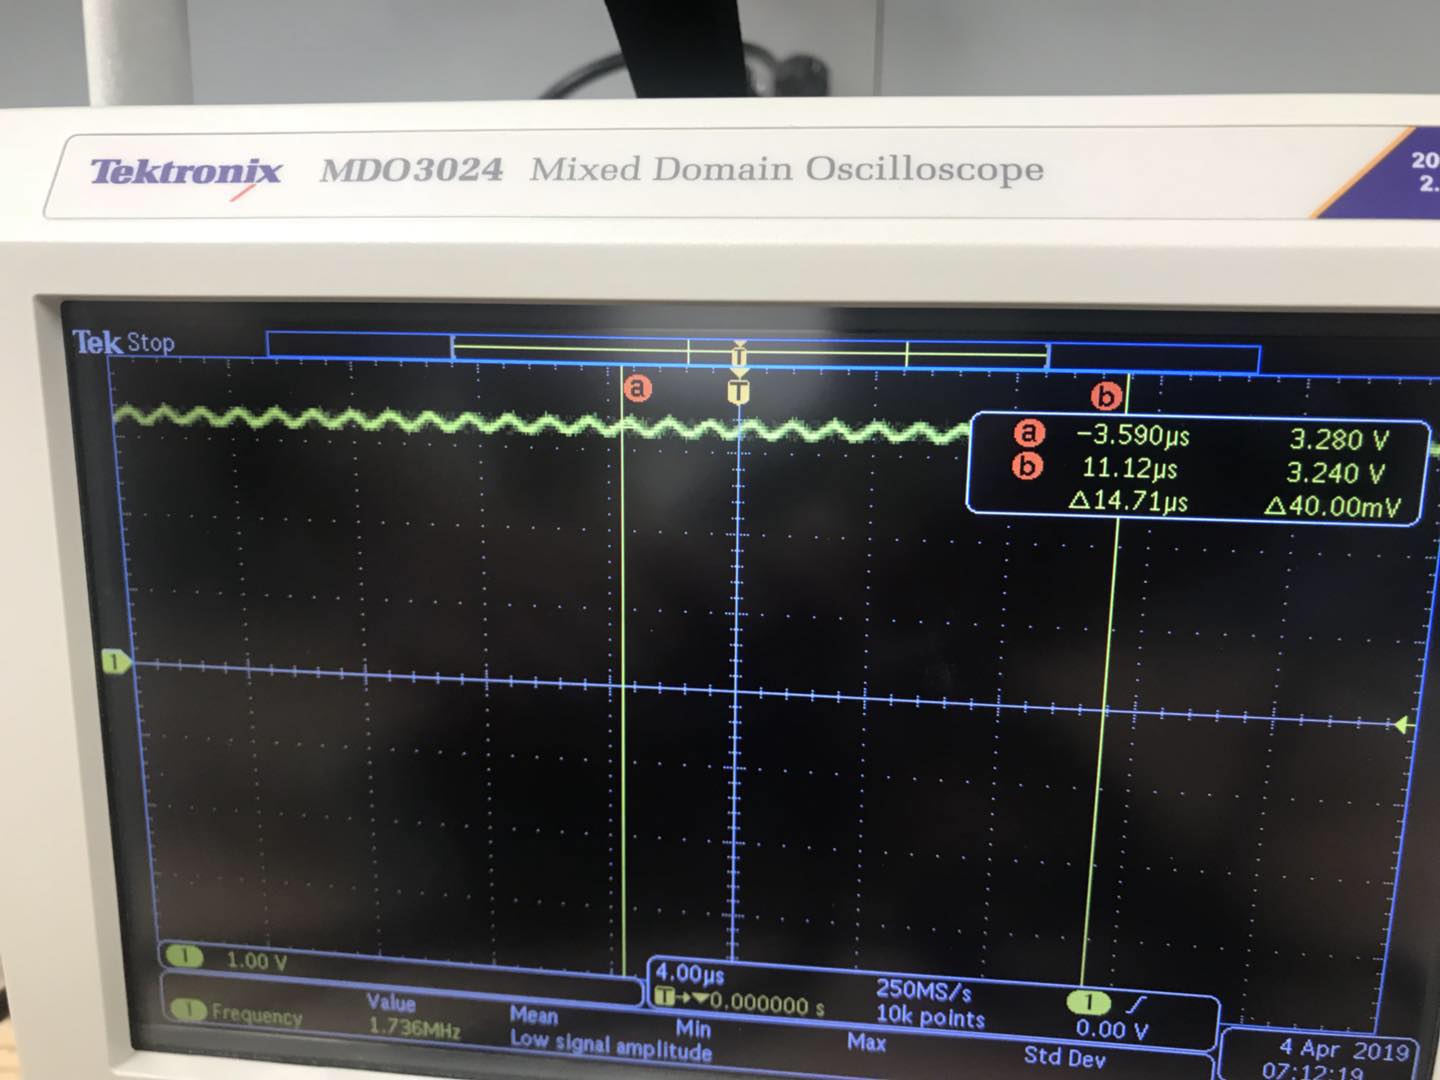 Tektronix MDO3024 Mixed Domain Oscilloscope
20
2.
Tek Stop
T
a
T
b
a -3.590µs 3.280 V
b 11.12µs 3.240 V
Δ14.71µs Δ40.00mV
1
1 1.00 V
4.00µs
T→▼0.000000 s
250MS/s
10k points
1
0.00 V
Value Mean Min Max Std Dev
1 Frequency 1.736MHz Low signal amplitude
4 Apr 2019
07:12:19